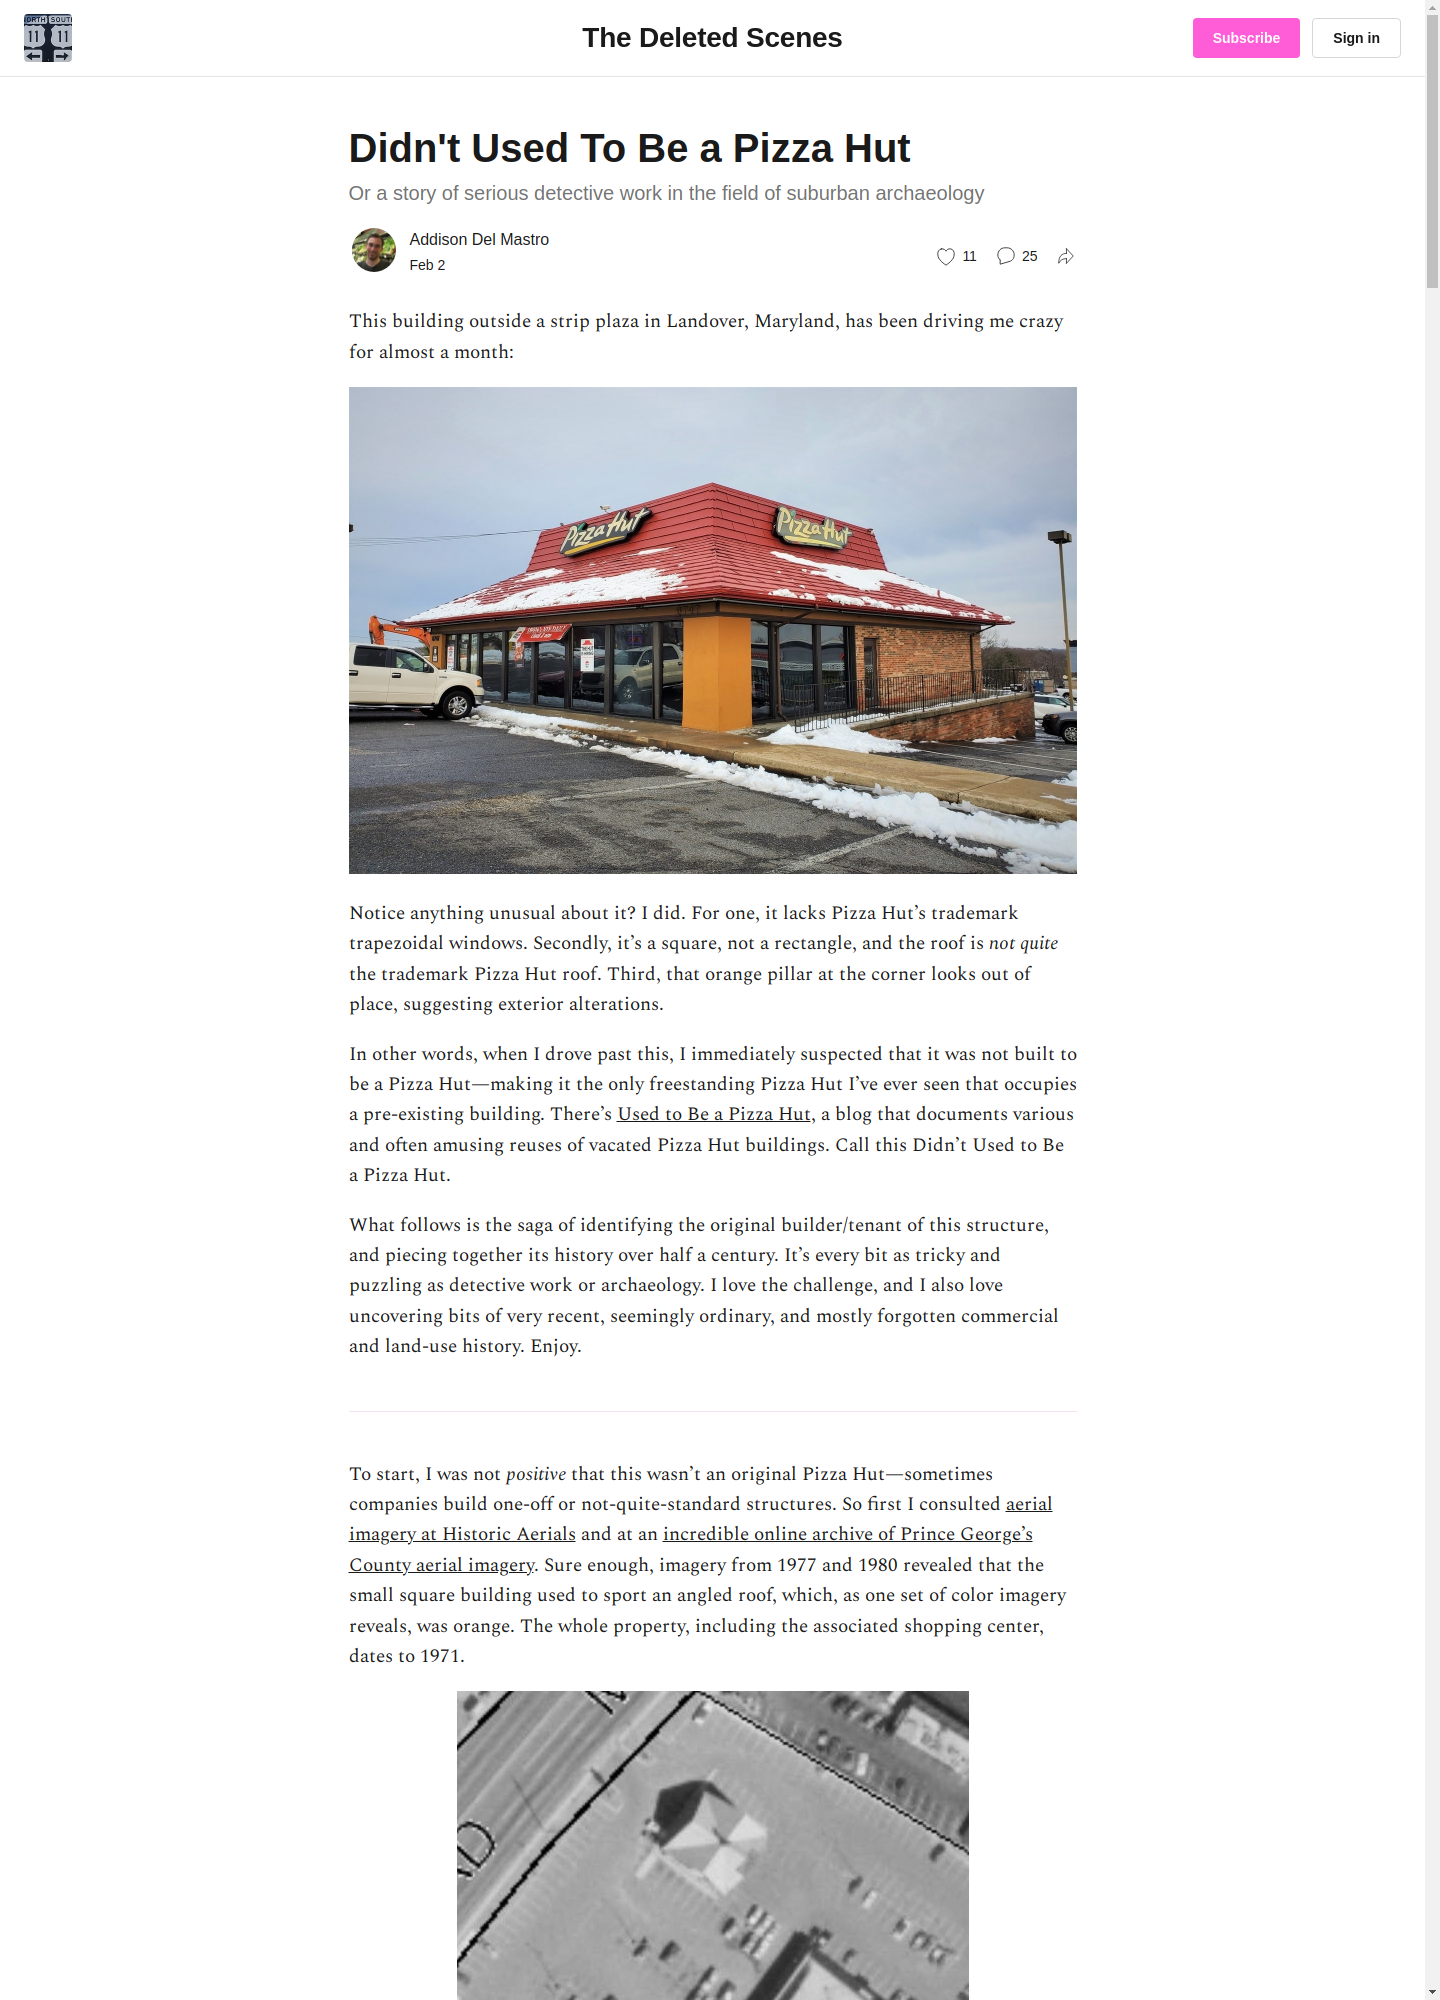 NORTH SOUTH
11 11
The Deleted Scenes
Subscribe
Sign in
Didn't Used To Be a Pizza Hut
Or a story of serious detective work in the field of suburban archaeology
Addison Del Mastro
Feb 2
11
25
This building outside a strip plaza in Landover, Maryland, has been driving me crazy
for almost a month:
Pizza Hut
Pizza Hut
Notice anything unusual about it? I did. For one, it lacks Pizza Hut’s trademark
trapezoidal windows. Secondly, it’s a square, not a rectangle, and the roof is not quite
the trademark Pizza Hut roof. Third, that orange pillar at the corner looks out of
place, suggesting exterior alterations.
In other words, when I drove past this, I immediately suspected that it was not built to
be a Pizza Hut—making it the only freestanding Pizza Hut I’ve ever seen that occupies
a pre-existing building. There’s Used to Be a Pizza Hut, a blog that documents various
and often amusing reuses of vacated Pizza Hut buildings. Call this Didn’t Used to Be
a Pizza Hut.
What follows is the saga of identifying the original builder/tenant of this structure,
and piecing together its history over half a century. It’s every bit as tricky and
puzzling as detective work or archaeology. I love the challenge, and I also love
uncovering bits of very recent, seemingly ordinary, and mostly forgotten commercial
and land-use history. Enjoy.
To start, I was not positive that this wasn’t an original Pizza Hut—sometimes
companies build one-off or not-quite-standard structures. So first I consulted aerial
imagery at Historic Aerials and at an incredible online archive of Prince George’s
County aerial imagery. Sure enough, imagery from 1977 and 1980 revealed that the
small square building used to sport an angled roof, which, as one set of color imagery
reveals, was orange. The whole property, including the associated shopping center,
dates to 1971.